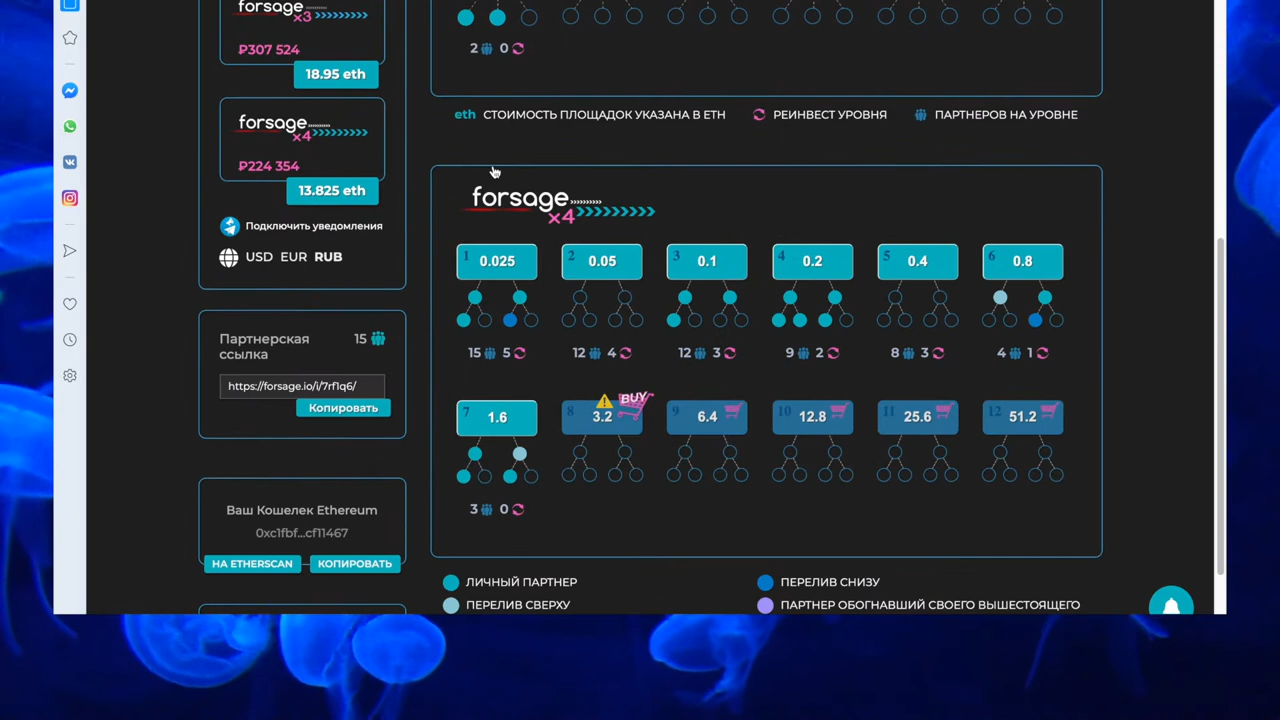 forsage
x3
₽307 524
18.95 eth
forsage
x4
₽224 354
13.825 eth
Подключить уведомления
USD EUR RUB
Партнерская ссылка 15
https://forsage.io/i/7rf1q6/
Копировать
Ваш Кошелек Ethereum
0xc1fbf...cf11467
НА ETHERSCAN КОПИРОВАТЬ
2 0
eth СТОИМОСТЬ ПЛОЩАДОК УКАЗАНА В ETH РЕИНВЕСТ УРОВНЯ ПАРТНЕРОВ НА УРОВНЕ
forsage
x4
1 0.025 2 0.05 3 0.1 4 0.2 5 0.4 6 0.8
15 5 12 4 12 3 9 2 8 3 4 1
BUY
7 1.6 8 3.2 9 6.4 10 12.8 11 25.6 12 51.2
3 0
ЛИЧНЫЙ ПАРТНЕР ПЕРЕЛИВ СНИЗУ
ПЕРЕЛИВ СВЕРХУ ПАРТНЕР ОБОГНАВШИЙ СВОЕГО ВЫШЕСТОЯЩЕГО